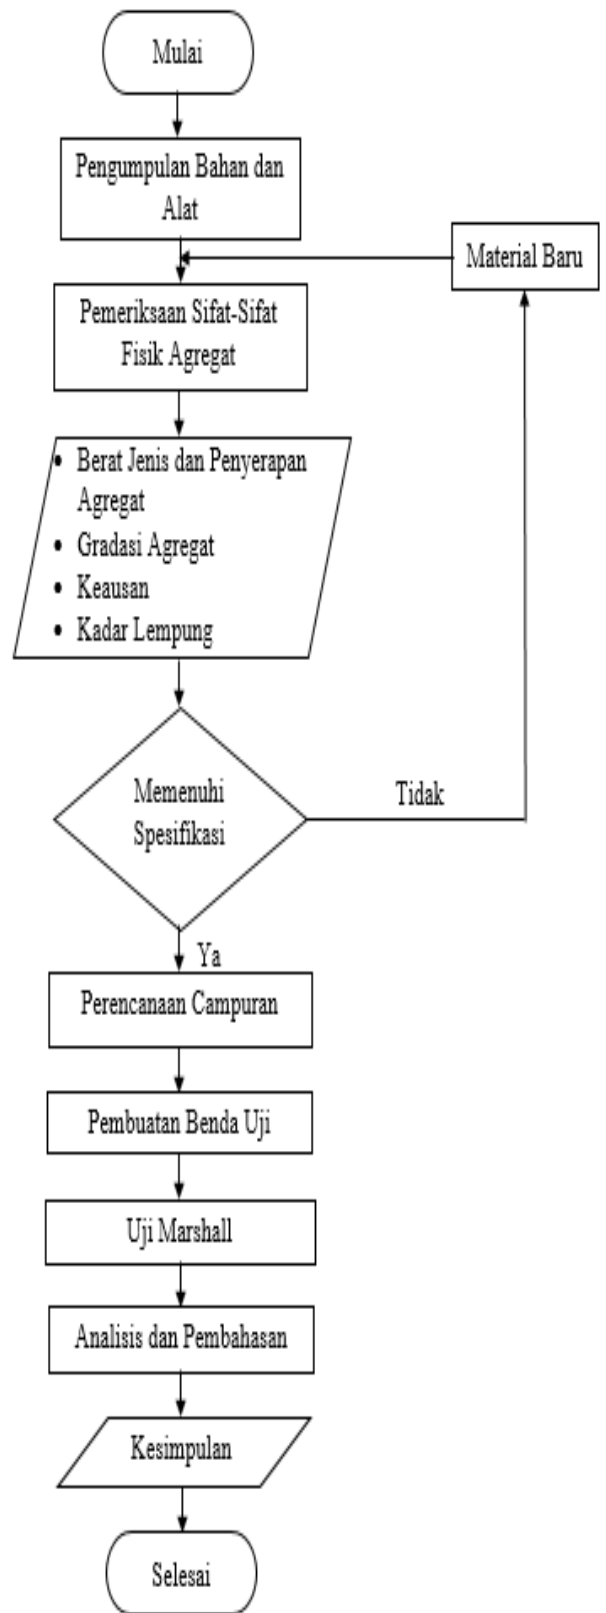 Mulai
Pengumpulan Bahan dan
Alat
Material Baru
Pemeriksaan Sifat-Sifat
Fisik Agregat
• Berat Jenis dan Penyerapan
Agregat
• Gradasi Agregat
• Keausan
• Kadar Lempung
Memenuhi
Spesifikasi
Tidak
Ya
Perencanaan Campuran
Pembuatan Benda Uji
Uji Marshall
Analisis dan Pembahasan
Kesimpulan
Selesai